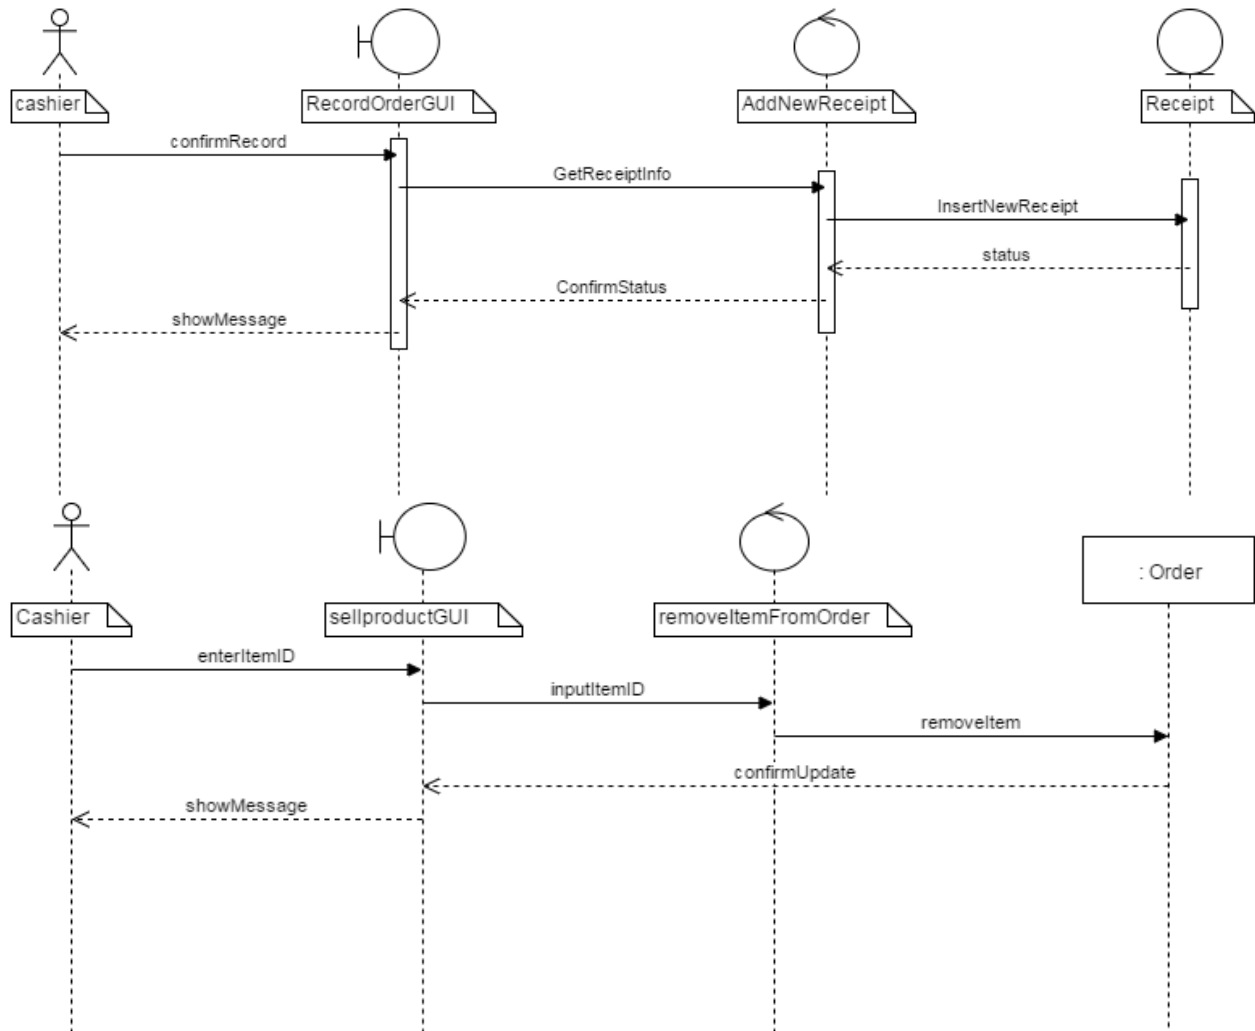 cashier
RecordOrderGUI
AddNewReceipt
Receipt
confirmRecord
GetReceiptInfo
InsertNewReceipt
status
ConfirmStatus
showMessage
: Order
Cashier
sellproductGUI
removeItemFromOrder
enterItemID
inputItemID
removeItem
confirmUpdate
showMessage